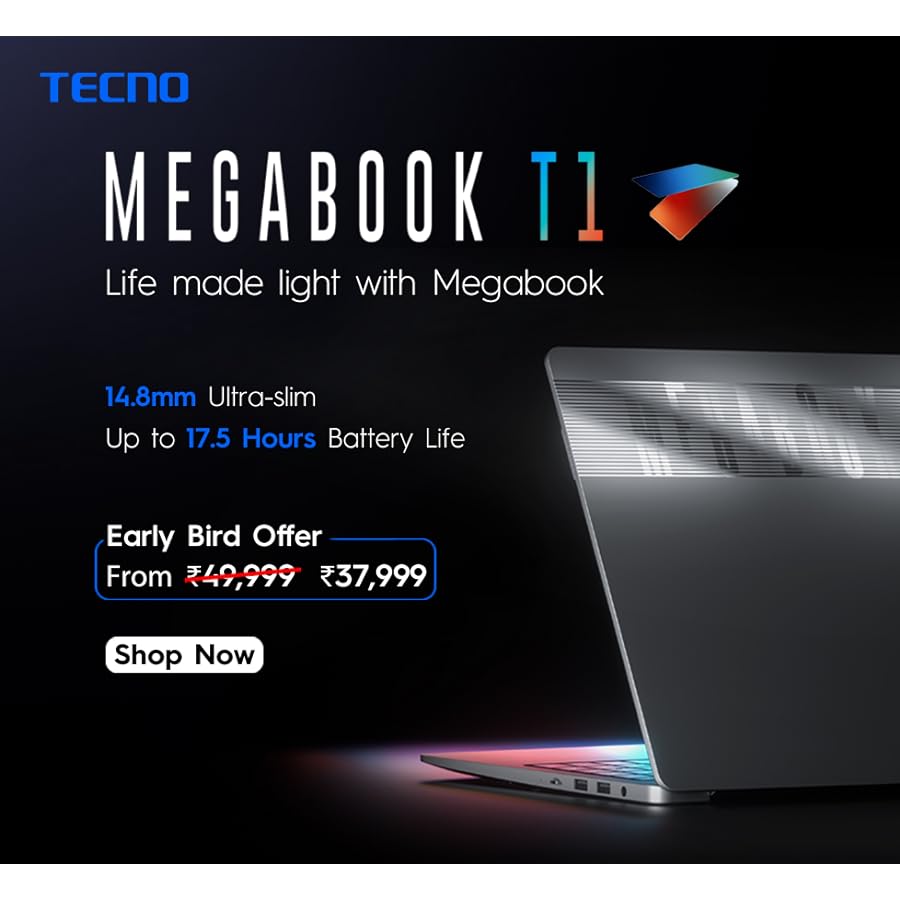 TECNO
MEGABOOK T1
Life made light with Megabook
14.8mm Ultra-slim
Up to 17.5 Hours Battery Life
Early Bird Offer
From ₹49,999 ₹37,999
Shop Now